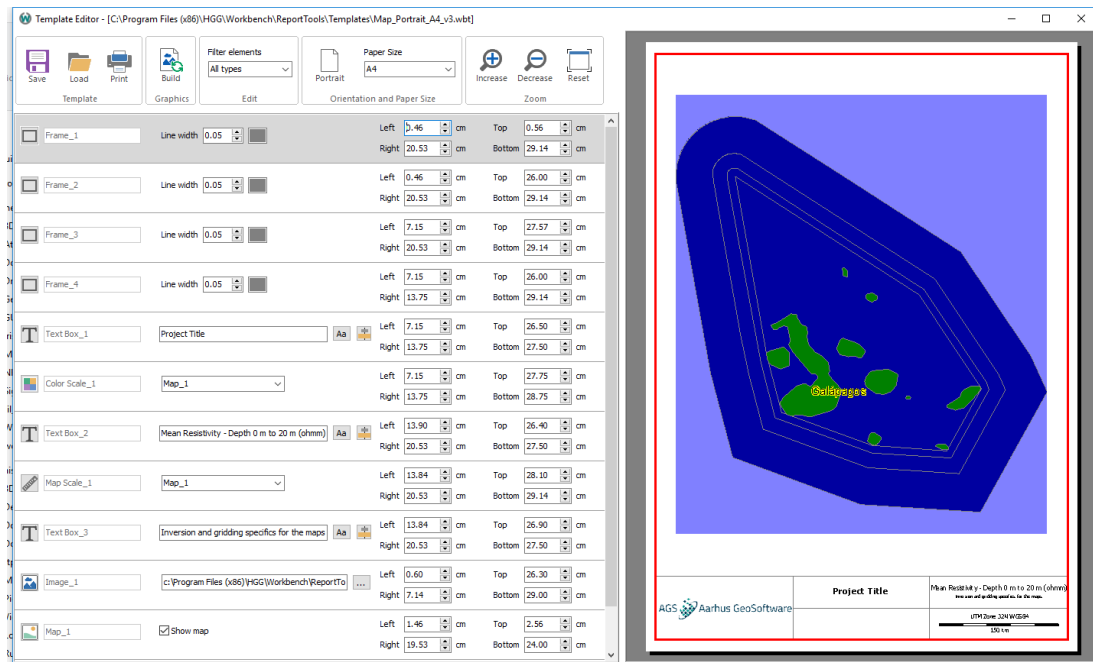 Template Editor - [C:\Program Files (x86)\HGG\Workbench\ReportTools\Templates\Map_Portrait_A4_v3.wbt]
Save Load Print
Template
Build
Graphics
Filter elements
All types
Edit
Portrait
Paper Size
A4
Orientation and Paper Size
Increase Decrease Reset
Zoom
Frame_1 Line width 0.05 Left 0.46 cm Top 0.56 cm
Right 20.53 cm Bottom 29.14 cm
Frame_2 Line width 0.05 Left 0.46 cm Top 26.00 cm
Right 20.53 cm Bottom 29.14 cm
Frame_3 Line width 0.05 Left 7.15 cm Top 27.57 cm
Right 20.53 cm Bottom 29.14 cm
Frame_4 Line width 0.05 Left 7.15 cm Top 26.00 cm
Right 13.75 cm Bottom 29.14 cm
Text Box_1 Project Title Aa Left 7.15 cm Top 26.50 cm
Right 13.75 cm Bottom 27.50 cm
Color Scale_1 Map_1 Left 7.15 cm Top 27.75 cm
Right 13.75 cm Bottom 28.75 cm
Text Box_2 Mean Resistivity - Depth 0 m to 20 m (ohmm) Aa Left 13.90 cm Top 26.40 cm
Right 20.53 cm Bottom 27.50 cm
Map Scale_1 Map_1 Left 13.84 cm Top 28.10 cm
Right 20.53 cm Bottom 29.14 cm
Text Box_3 Inversion and gridding specifics for the maps Aa Left 13.84 cm Top 26.90 cm
Right 20.53 cm Bottom 27.50 cm
Image_1 c:\Program Files (x86)\HGG\Workbench\ReportTo ... Left 0.60 cm Top 26.30 cm
Right 7.14 cm Bottom 29.00 cm
Map_1 Show map Left 1.46 cm Top 2.56 cm
Right 19.53 cm Bottom 24.00 cm
Galápagos
AGS Aarhus GeoSoftware
Project Title
Mean Resistivity - Depth 0 m to 20 m (ohmm)
Inversion and gridding specifics for the maps
UTM Zone 32N WGS84
150 km